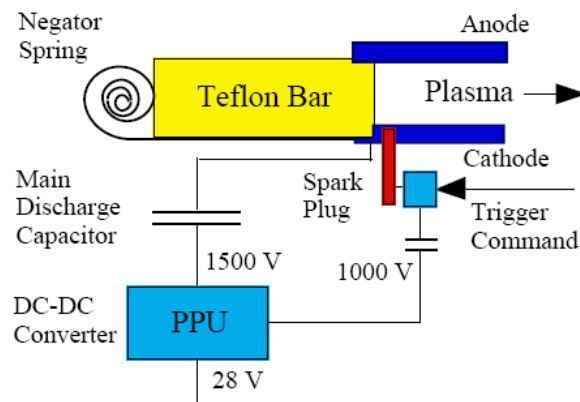 Negator
Spring
Teflon Bar
Anode
Plasma
Cathode
Spark
Plug
Trigger
Command
Main
Discharge
Capacitor
1500 V
1000 V
DC-DC
Converter
PPU
28 V